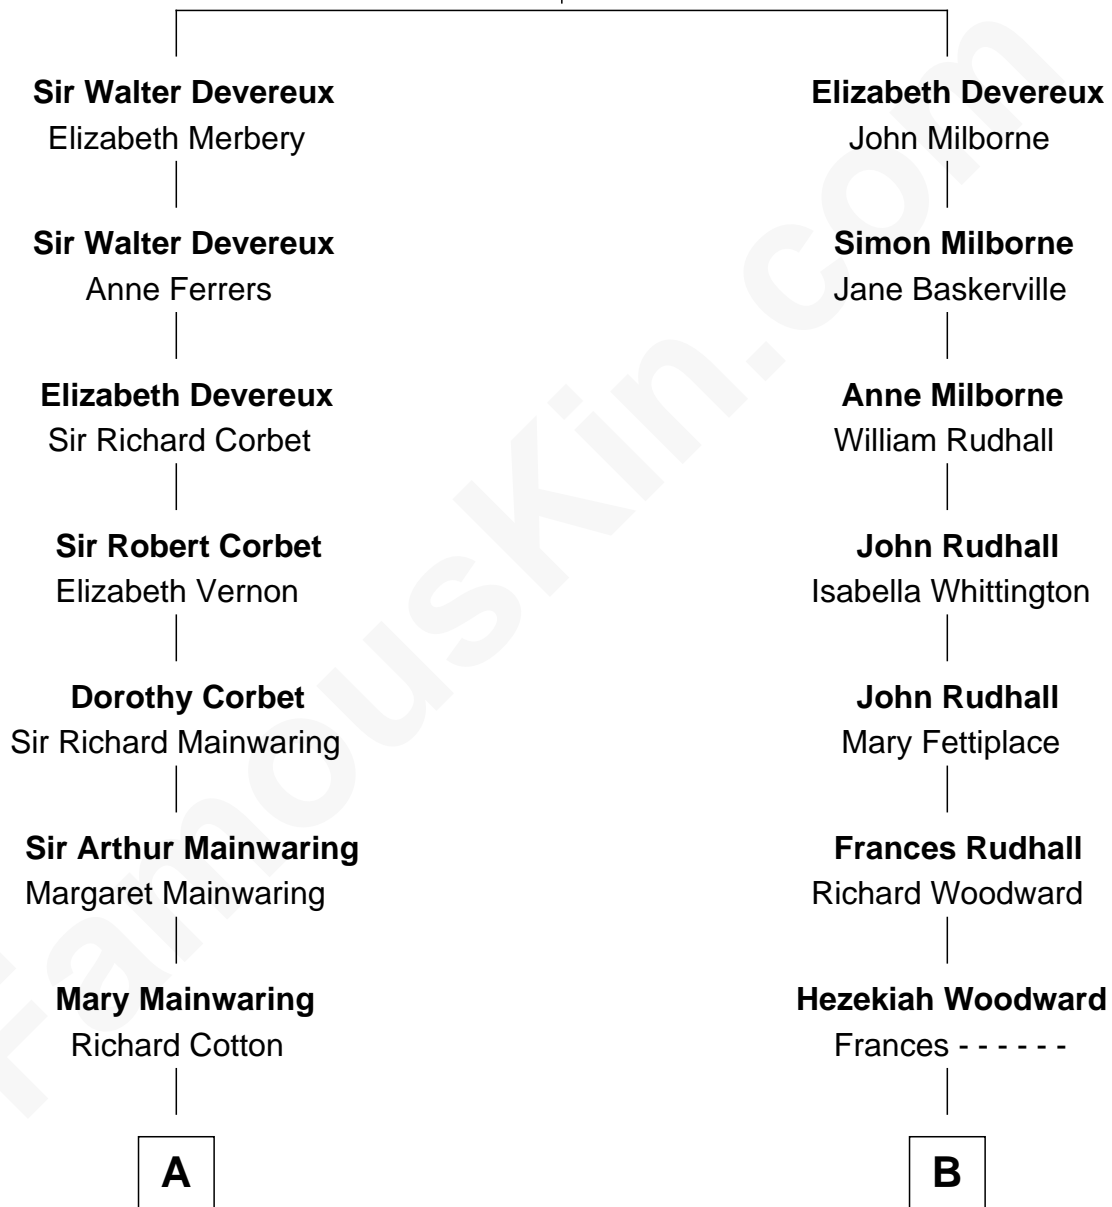 Sir Walter Devereux
Elizabeth Merbery
Sir Walter Devereux
Anne Ferrers
Elizabeth Devereux
Sir Richard Corbet
Sir Robert Corbet
Elizabeth Vernon
Dorothy Corbet
Sir Richard Mainwaring
Sir Arthur Mainwaring
Margaret Mainwaring
Mary Mainwaring
Richard Cotton
A
Elizabeth Devereux
John Milborne
Simon Milborne
Jane Baskerville
Anne Milborne
William Rudhall
John Rudhall
Isabella Whittington
John Rudhall
Mary Fettiplace
Frances Rudhall
Richard Woodward
Hezekiah Woodward
Frances - - - - - -
B
FamousKin.com